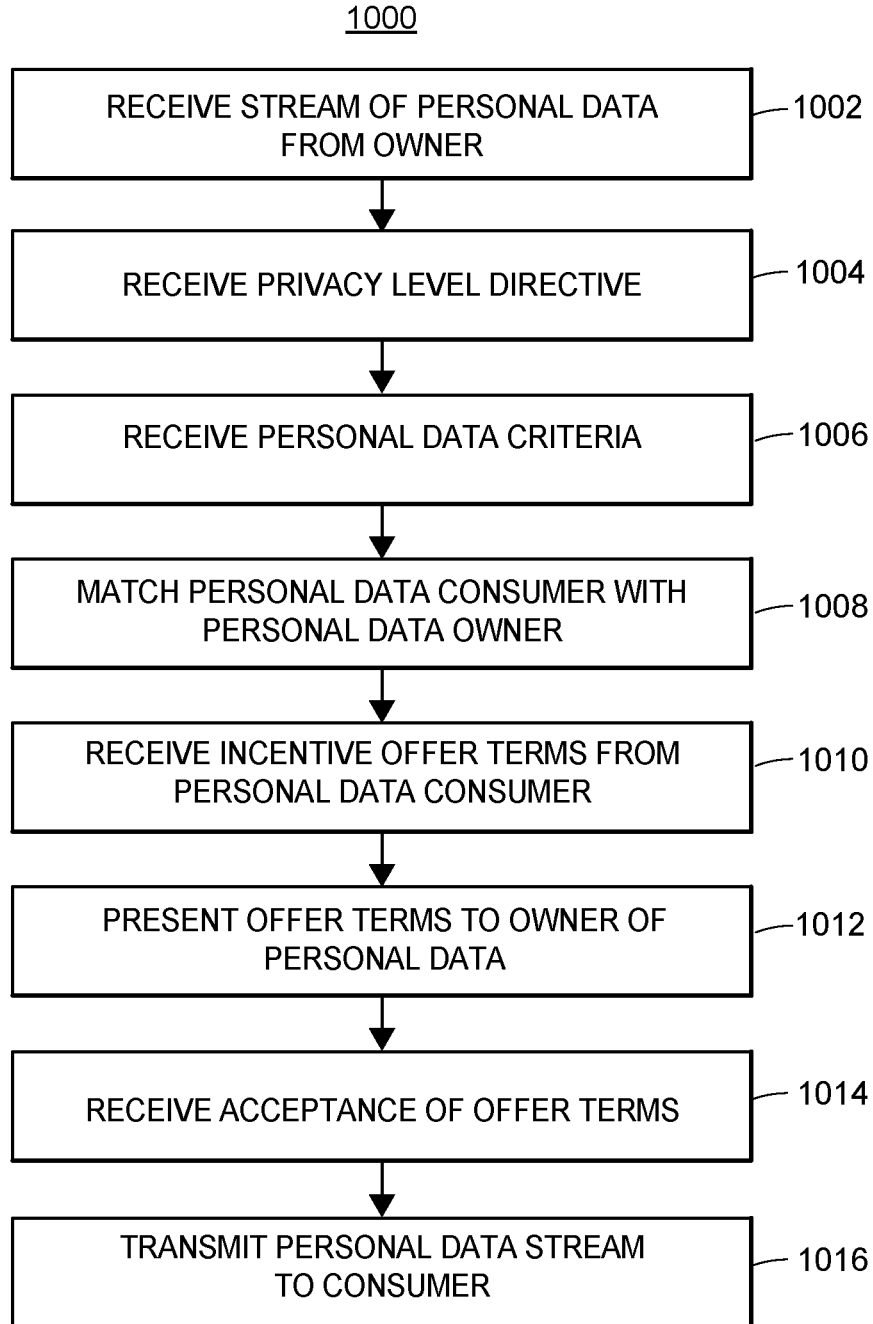 1000
RECEIVE STREAM OF PERSONAL DATA
FROM OWNER
1002
RECEIVE PRIVACY LEVEL DIRECTIVE
1004
RECEIVE PERSONAL DATA CRITERIA
1006
MATCH PERSONAL DATA CONSUMER WITH
PERSONAL DATA OWNER
1008
RECEIVE INCENTIVE OFFER TERMS FROM
PERSONAL DATA CONSUMER
1010
PRESENT OFFER TERMS TO OWNER OF
PERSONAL DATA
1012
RECEIVE ACCEPTANCE OF OFFER TERMS
1014
TRANSMIT PERSONAL DATA STREAM
TO CONSUMER
1016